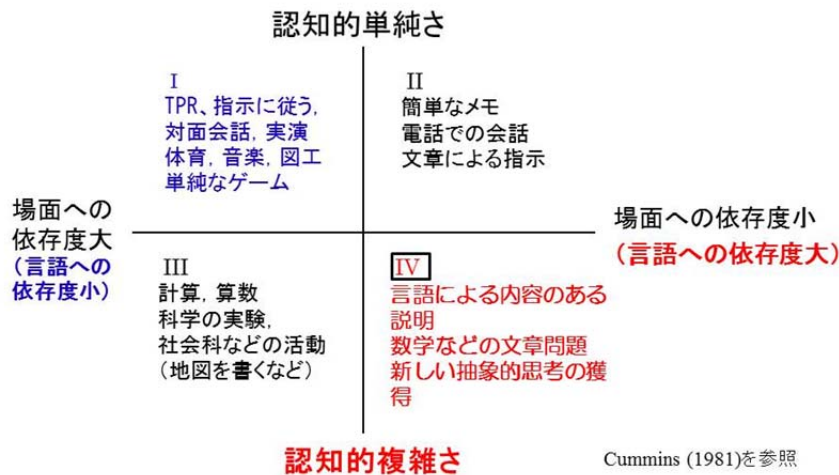 認知的単純さ
I
TPR、指示に従う,
対面会話, 実演
体育, 音楽, 図工
単純なゲーム
II
簡単なメモ
電話での会話
文章による指示
場面への
依存度大
(言語への
依存度小)
場面への依存度小
(言語への依存度大)
III
計算, 算数
科学の実験,
社会科などの活動
(地図を書くなど)
IV
言語による内容のある
説明
数学などの文章問題
新しい抽象的思考の獲
得
認知的複雑さ
Cummins (1981)を参照